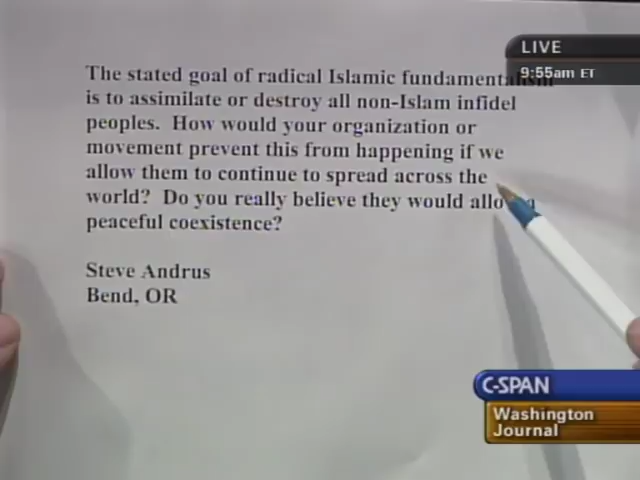 LIVE
9:55am ET
The stated goal of radical Islamic fundamentalism
is to assimilate or destroy all non-Islam infidel
peoples.  How would your organization or
movement prevent this from happening if we
allow them to continue to spread across the
world?  Do you really believe they would allow a
peaceful coexistence?
Steve Andrus
Bend, OR
C-SPAN
Washington
Journal